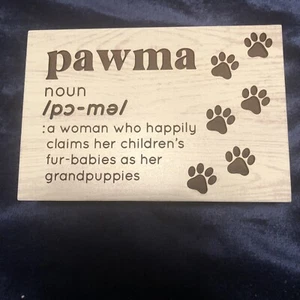 pawma
noun
/pɔ-mə/
:a woman who happily
claims her children's
fur-babies as her
grandpuppies